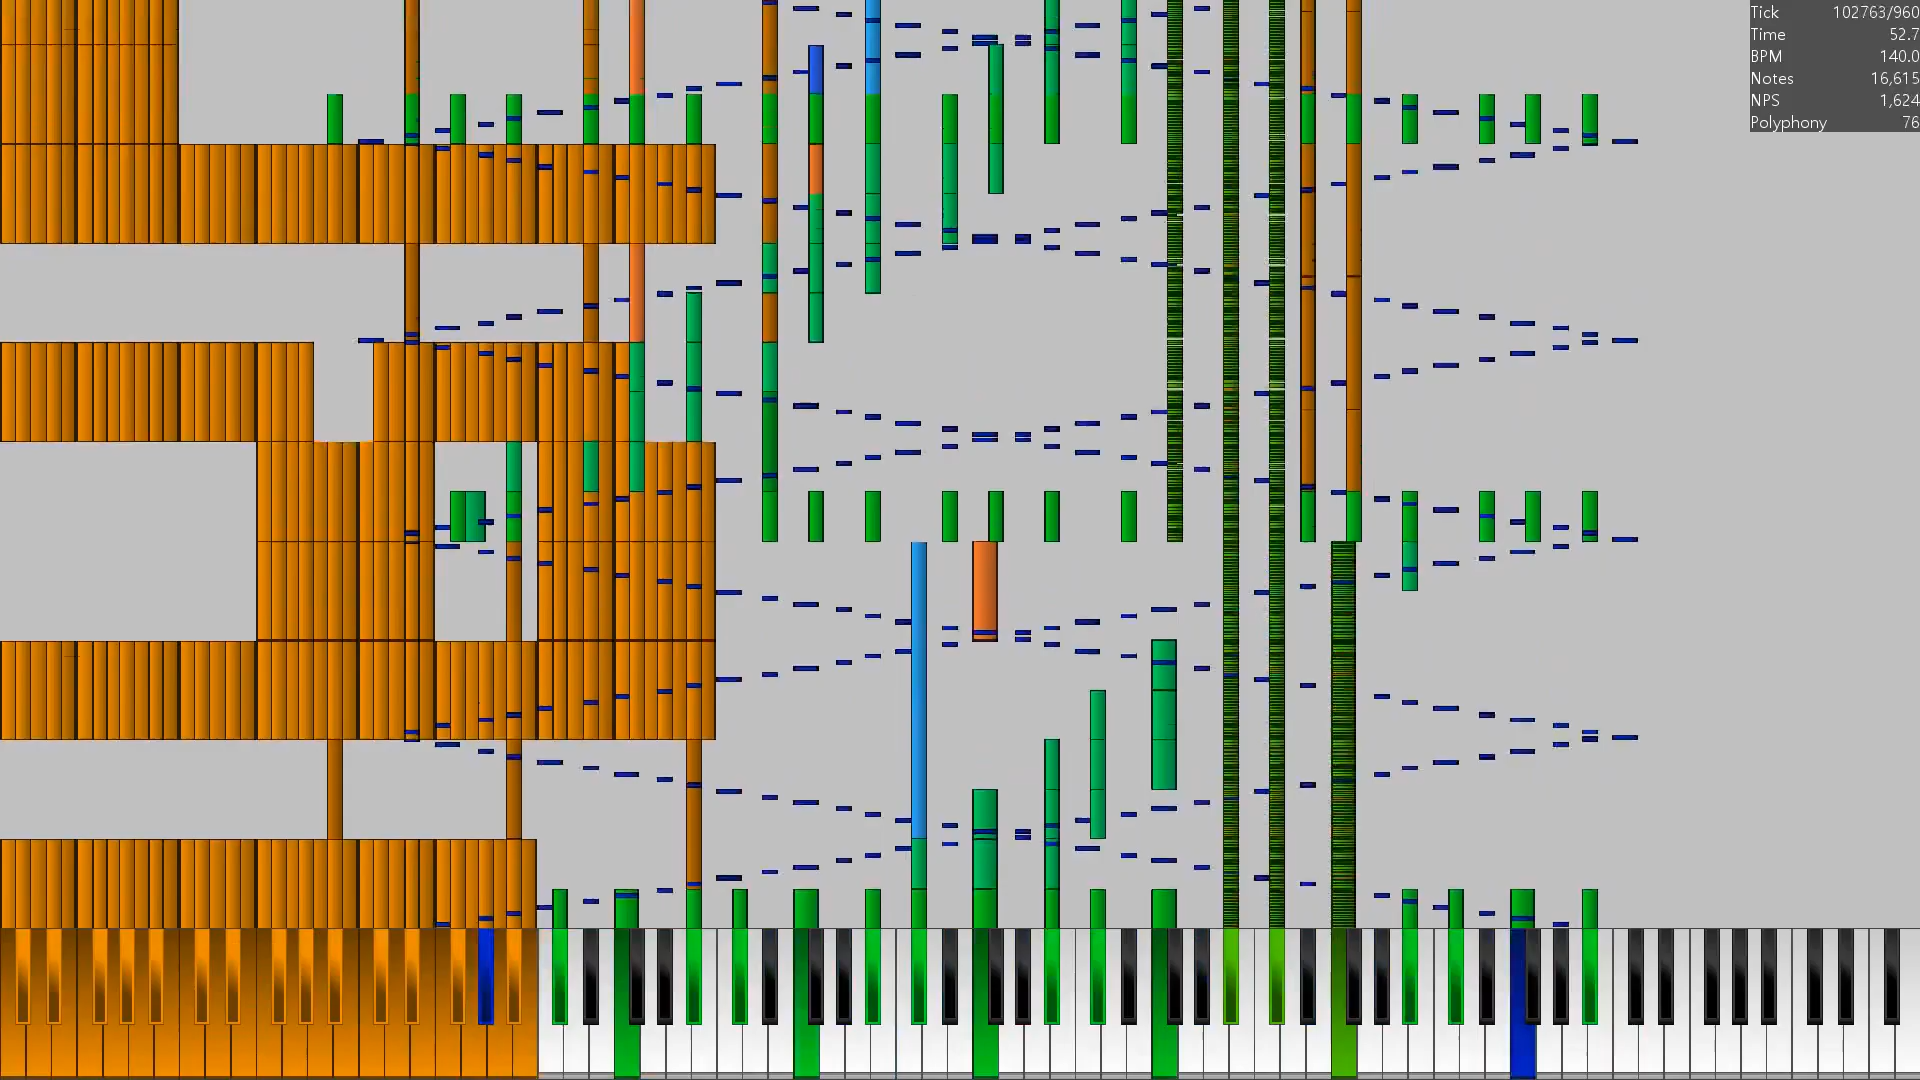 Tick 102763/960
Time 52.7
BPM 140.0
Notes 16,615
NPS 1,624
Polyphony 76